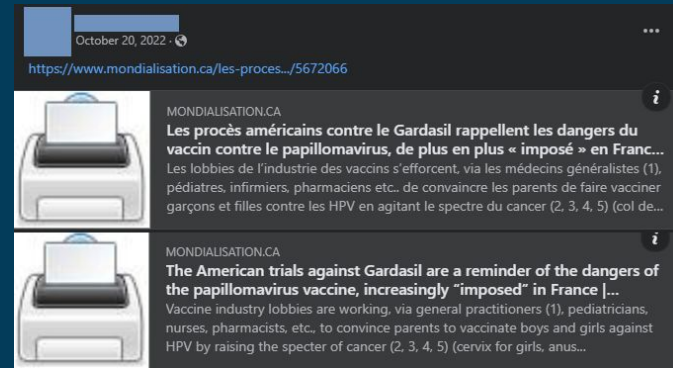 October 20, 2022 ·
https://www.mondialisation.ca/les-proces.../5672066
MONDIALISATION.CA
Les procès américains contre le Gardasil rappellent les dangers du
vaccin contre le papillomavirus, de plus en plus « imposé » en Franc...
Les lobbies de l'industrie des vaccins s'efforcent, via les médecins généralistes (1),
pédiatres, infirmiers, pharmaciens etc.. de convaincre les parents de faire vacciner
garçons et filles contre les HPV en agitant le spectre du cancer (2, 3, 4, 5) (col de...
MONDIALISATION.CA
The American trials against Gardasil are a reminder of the dangers of
the papillomavirus vaccine, increasingly "imposed" in France |...
Vaccine industry lobbies are working, via general practitioners (1), pediatricians,
nurses, pharmacists, etc., to convince parents to vaccinate boys and girls against
HPV by raising the specter of cancer (2, 3, 4, 5) (cervix for girls, anus...